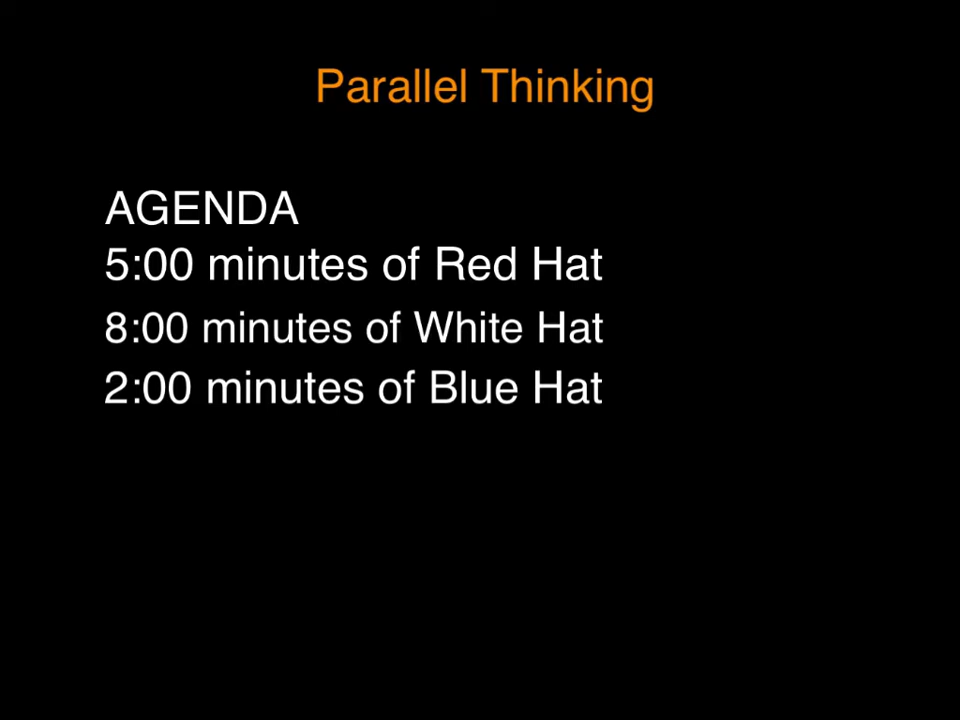 Parallel Thinking
AGENDA
5:00 minutes of Red Hat
8:00 minutes of White Hat
2:00 minutes of Blue Hat